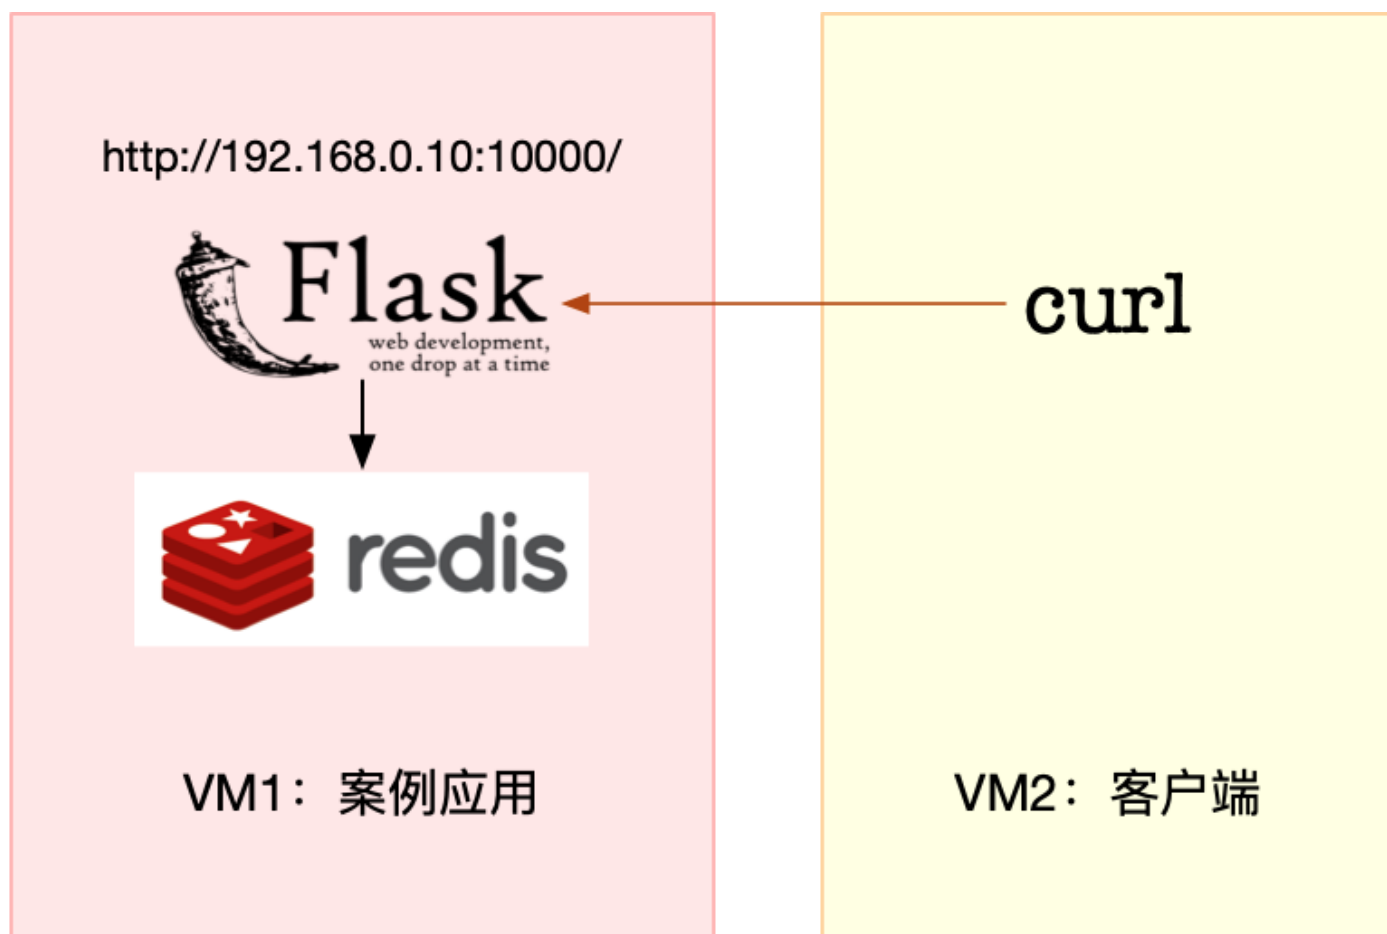 http://192.168.0.10:10000/
Flask
web development,
one drop at a time
curl
redis
VM1：案例应用
VM2：客户端